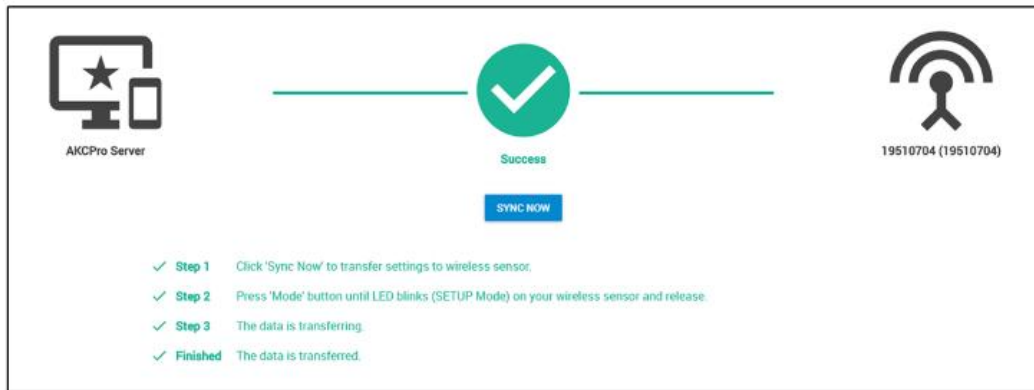 AKCPro Server
Success
19510704 (19510704)
SYNC NOW
Step 1 Click 'Sync Now' to transfer settings to wireless sensor.
Step 2 Press 'Mode' button until LED blinks (SETUP Mode) on your wireless sensor and release.
Step 3 The data is transferring.
Finished The data is transferred.